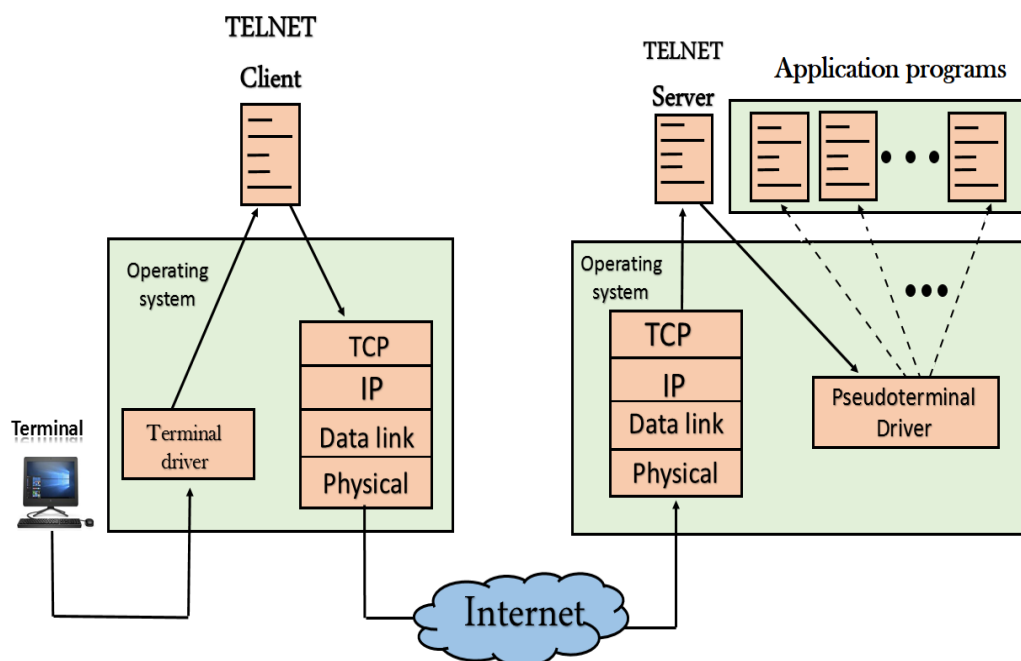 TELNET
Client
Operating
system
TCP
IP
Data link
Physical
Terminal
driver
Terminal
Internet
TELNET
Server
Application programs
Operating
system
TCP
IP
Data link
Physical
Pseudoterminal
Driver